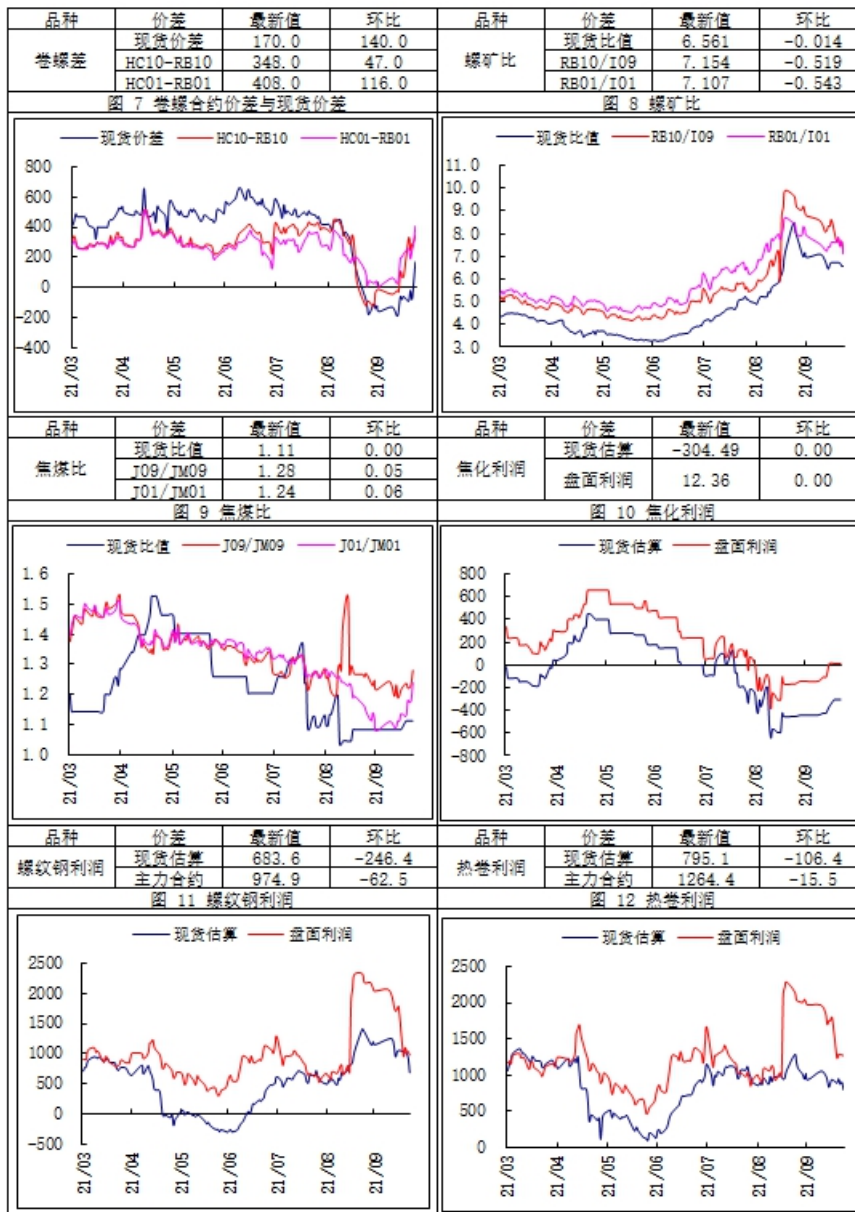 品种 价差 最新值 环比 品种 价差 最新值 环比
卷螺差 现货价差 170.0 140.0 螺矿比 现货比值 6.561 -0.014
HC10-RB10 348.0 47.0 RB10/I09 7.154 -0.519
HC01-RB01 408.0 116.0 RB01/I01 7.107 -0.543
图 7 卷螺合约价差与现货价差 图 8 螺矿比
现货价差 HC10-RB10 HC01-RB01
800
600
400
200
0
-200
-400
21/03 21/04 21/05 21/06 21/07 21/08 21/09
现货比值 RB10/I09 RB01/I01
11.0
10.0
9.0
8.0
7.0
6.0
5.0
4.0
3.0
21/03 21/04 21/05 21/06 21/07 21/08 21/09
品种 价差 最新值 环比 品种 价差 最新值 环比
焦煤比 现货比值 1.11 0.00 焦化利润 现货估算 -304.49 0.00
J09/JM09 1.28 0.05 盘面利润 12.36 0.00
J01/JM01 1.24 0.06
图 9 焦煤比 图 10 焦化利润
现货比值 J09/JM09 J01/JM01
1.6
1.5
1.4
1.3
1.2
1.1
1.0
21/03 21/04 21/05 21/06 21/07 21/08 21/09
现货估算 盘面利润
800
600
400
200
0
-200
-400
-600
-800
21/03 21/04 21/05 21/06 21/07 21/08 21/09
品种 价差 最新值 环比 品种 价差 最新值 环比
螺纹钢利润 现货估算 683.6 -246.4 热卷利润 现货估算 795.1 -106.4
主力合约 974.9 -62.5 主力合约 1264.4 -15.5
图 11 螺纹钢利润 图 12 热卷利润
现货估算 盘面利润
2500
2000
1500
1000
500
0
-500
21/03 21/04 21/05 21/06 21/07 21/08 21/09
现货估算 盘面利润
2500
2000
1500
1000
500
0
21/03 21/04 21/05 21/06 21/07 21/08 21/09